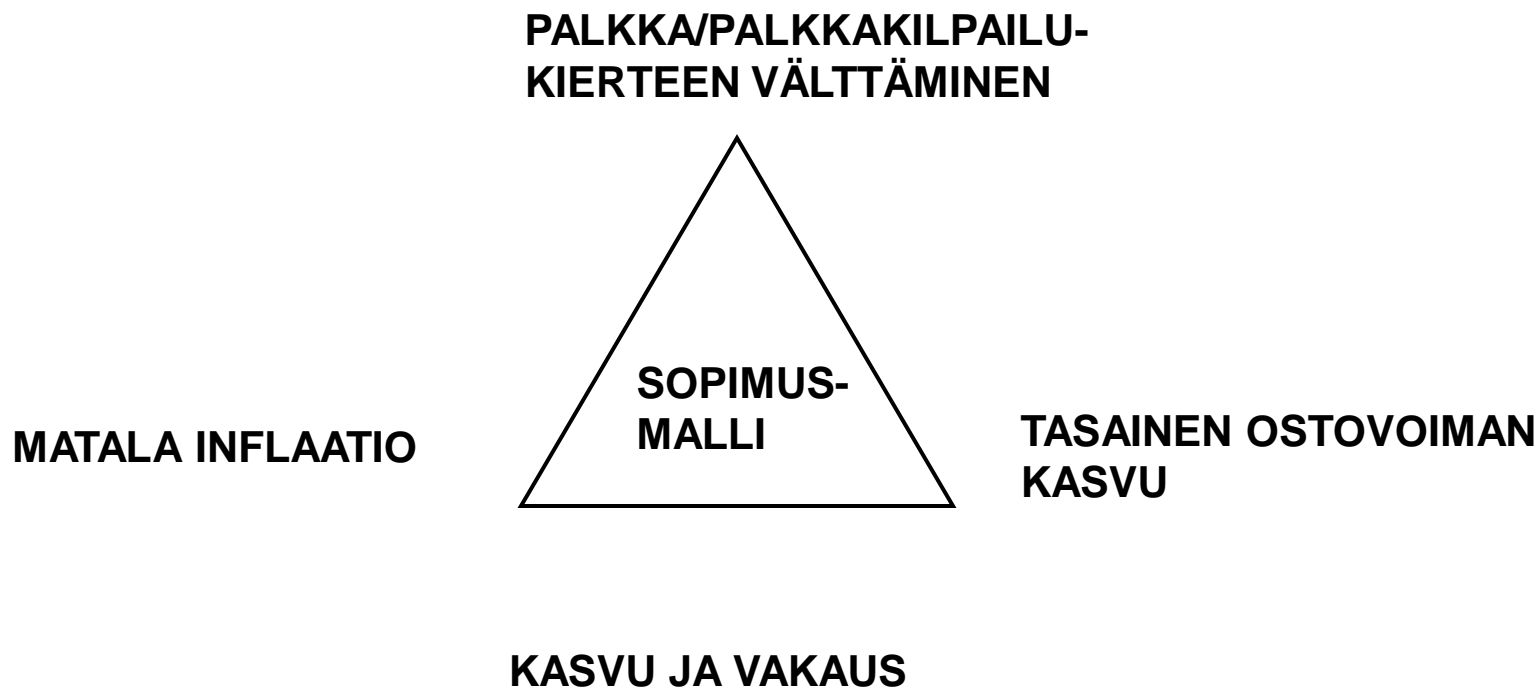 PALKKA/PALKKAKILPAILU-
KIERTEEN VÄLTTÄMINEN
SOPIMUS-
MALLI
MATALA INFLAATIO
TASAINEN OSTOVOIMAN
KASVU
KASVU JA VAKAUS